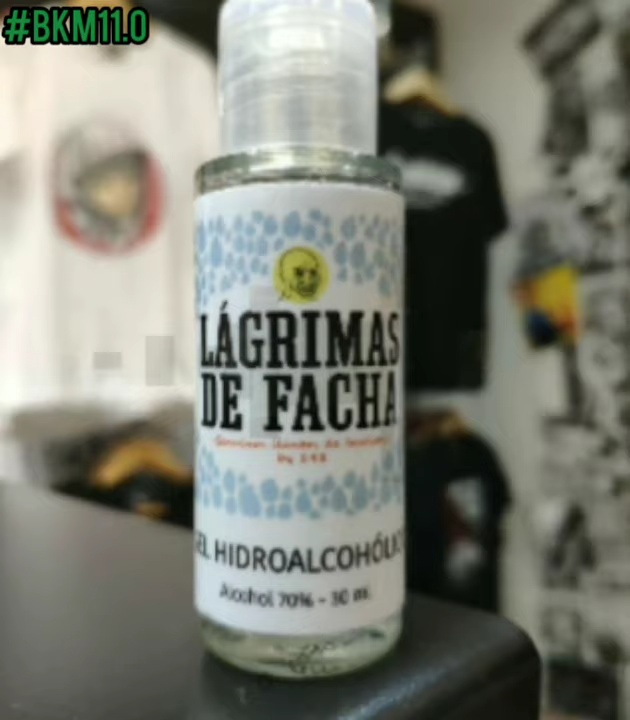 #BKM11.0
LÁGRIMAS
DE FACHA
GEL HIDROALCOHÓLICO
Alcohol 70% - 30 ml